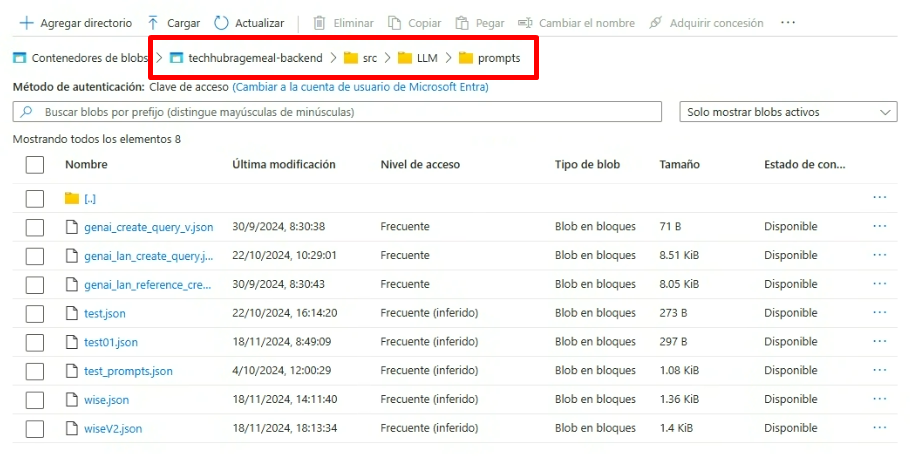 Agregar directorio Cargar Actualizar Eliminar Copiar Pegar Cambiar el nombre Adquirir concesión ...
Contenedores de blobs > techhubragemeal-backend > src > LLM > prompts
Método de autenticación: Clave de acceso (Cambiar a la cuenta de usuario de Microsoft Entra)
Buscar blobs por prefijo (distingue mayúsculas de minúsculas) Solo mostrar blobs activos
Mostrando todos los elementos 8
Nombre Última modificación Nivel de acceso Tipo de blob Tamaño Estado de con...
[..] ...
genai_create_query_v.json 30/9/2024, 8:30:38 Frecuente Blob en bloques 71 B Disponible ...
genai_lan_create_query.j... 22/10/2024, 10:29:01 Frecuente Blob en bloques 8.51 KiB Disponible ...
genai_lan_reference_cre... 30/9/2024, 8:30:43 Frecuente Blob en bloques 8.05 KiB Disponible ...
test.json 22/10/2024, 16:14:20 Frecuente (inferido) Blob en bloques 273 B Disponible ...
test01.json 18/11/2024, 8:49:09 Frecuente (inferido) Blob en bloques 297 B Disponible ...
test_prompts.json 4/10/2024, 12:00:29 Frecuente (inferido) Blob en bloques 1.08 KiB Disponible ...
wise.json 18/11/2024, 14:11:40 Frecuente (inferido) Blob en bloques 1.36 KiB Disponible ...
wiseV2.json 18/11/2024, 18:13:34 Frecuente (inferido) Blob en bloques 1.4 KiB Disponible ...